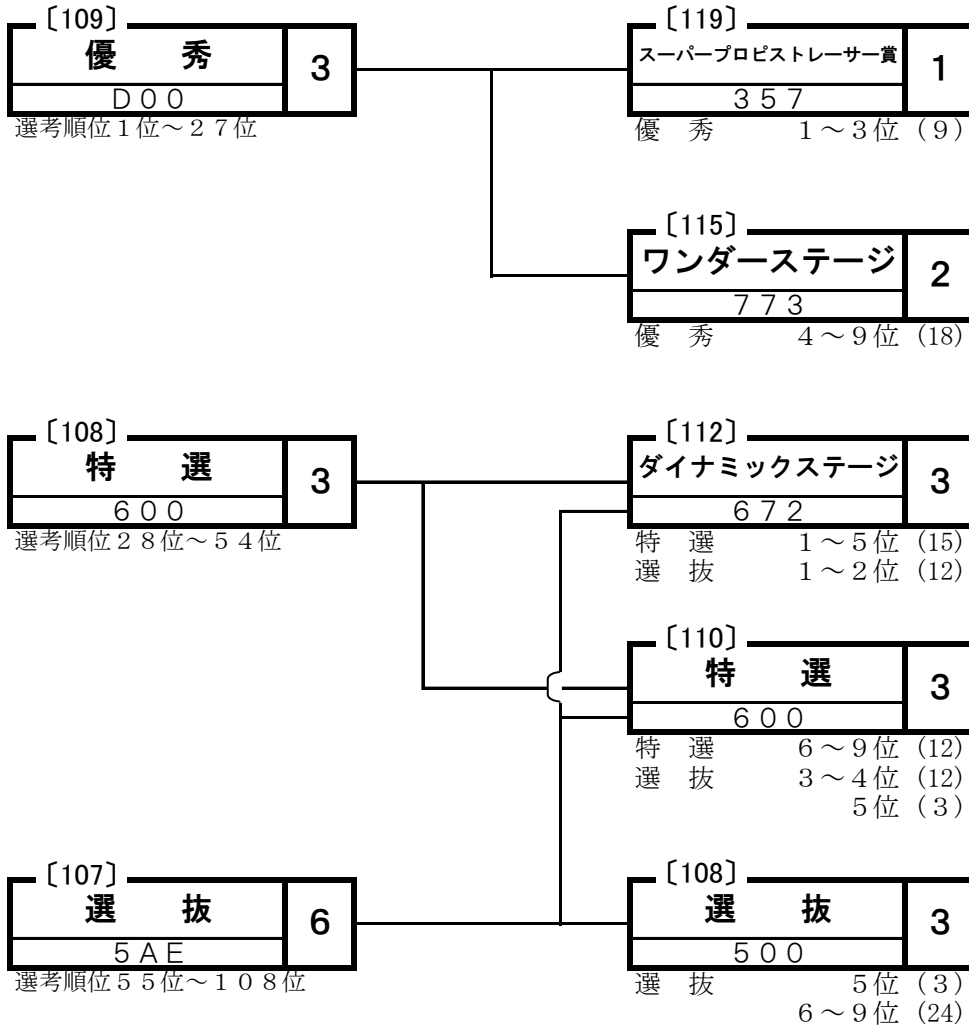 〔109〕
優　秀
3
Ｄ００
選考順位１位～２７位
〔119〕
スーパープロピストレーサー賞
1
３５７
優　秀　　１～３位（９）
〔115〕
ワンダーステージ
2
７７３
優　秀　　４～９位（18）
〔108〕
特　選
3
６００
選考順位２８位～５４位
〔112〕
ダイナミックステージ
3
６７２
特　選　　１～５位（15）
選　抜　　１～２位（12）
〔110〕
特　選
3
６００
特　選　　６～９位（12）
選　抜　　３～４位（12）
５位（３）
〔107〕
選　抜
6
５ＡＥ
選考順位５５位～１０８位
〔108〕
選　抜
3
５００
選　抜　　５位（３）
６～９位（24）